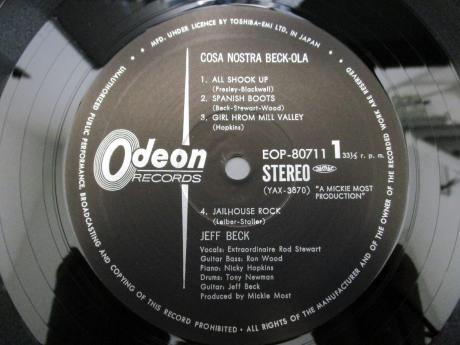 MFD. UNDER LICENCE BY TOSHIBA-EMI LTD. IN JAPAN
COSA NOSTRA BECK-OLA
1. ALL SHOOK UP
(Presley-Blackwell)
2. SPANISH BOOTS
(Beck-Stewart-Wood)
3. GIRL HROM MILL VALLEY
(Hopkins)
Odeon
RECORDS
EOP-80711 1 33⅓ r. p. m.
STEREO
(YAX-3870) "A MICKIE MOST
PRODUCTION"
4. JAILHOUSE ROCK
(Leiber-Stoller)
JEFF BECK
Vocals: Extraordinaire Rod Stewart
Guitar Bass: Ron Wood
Piano: Nicky Hopkins
Drums: Tony Newman
Guitar: Jeff Beck
Produced by Mickie Most
UNAUTHORIZED PUBLIC PERFORMANCE, BROADCASTING AND COPYING OF THIS RECORD PROHIBITED • ALL RIGHTS OF THE MANUFACTURER AND OF THE OWNER OF THE RECORDED WORK ARE RESERVED